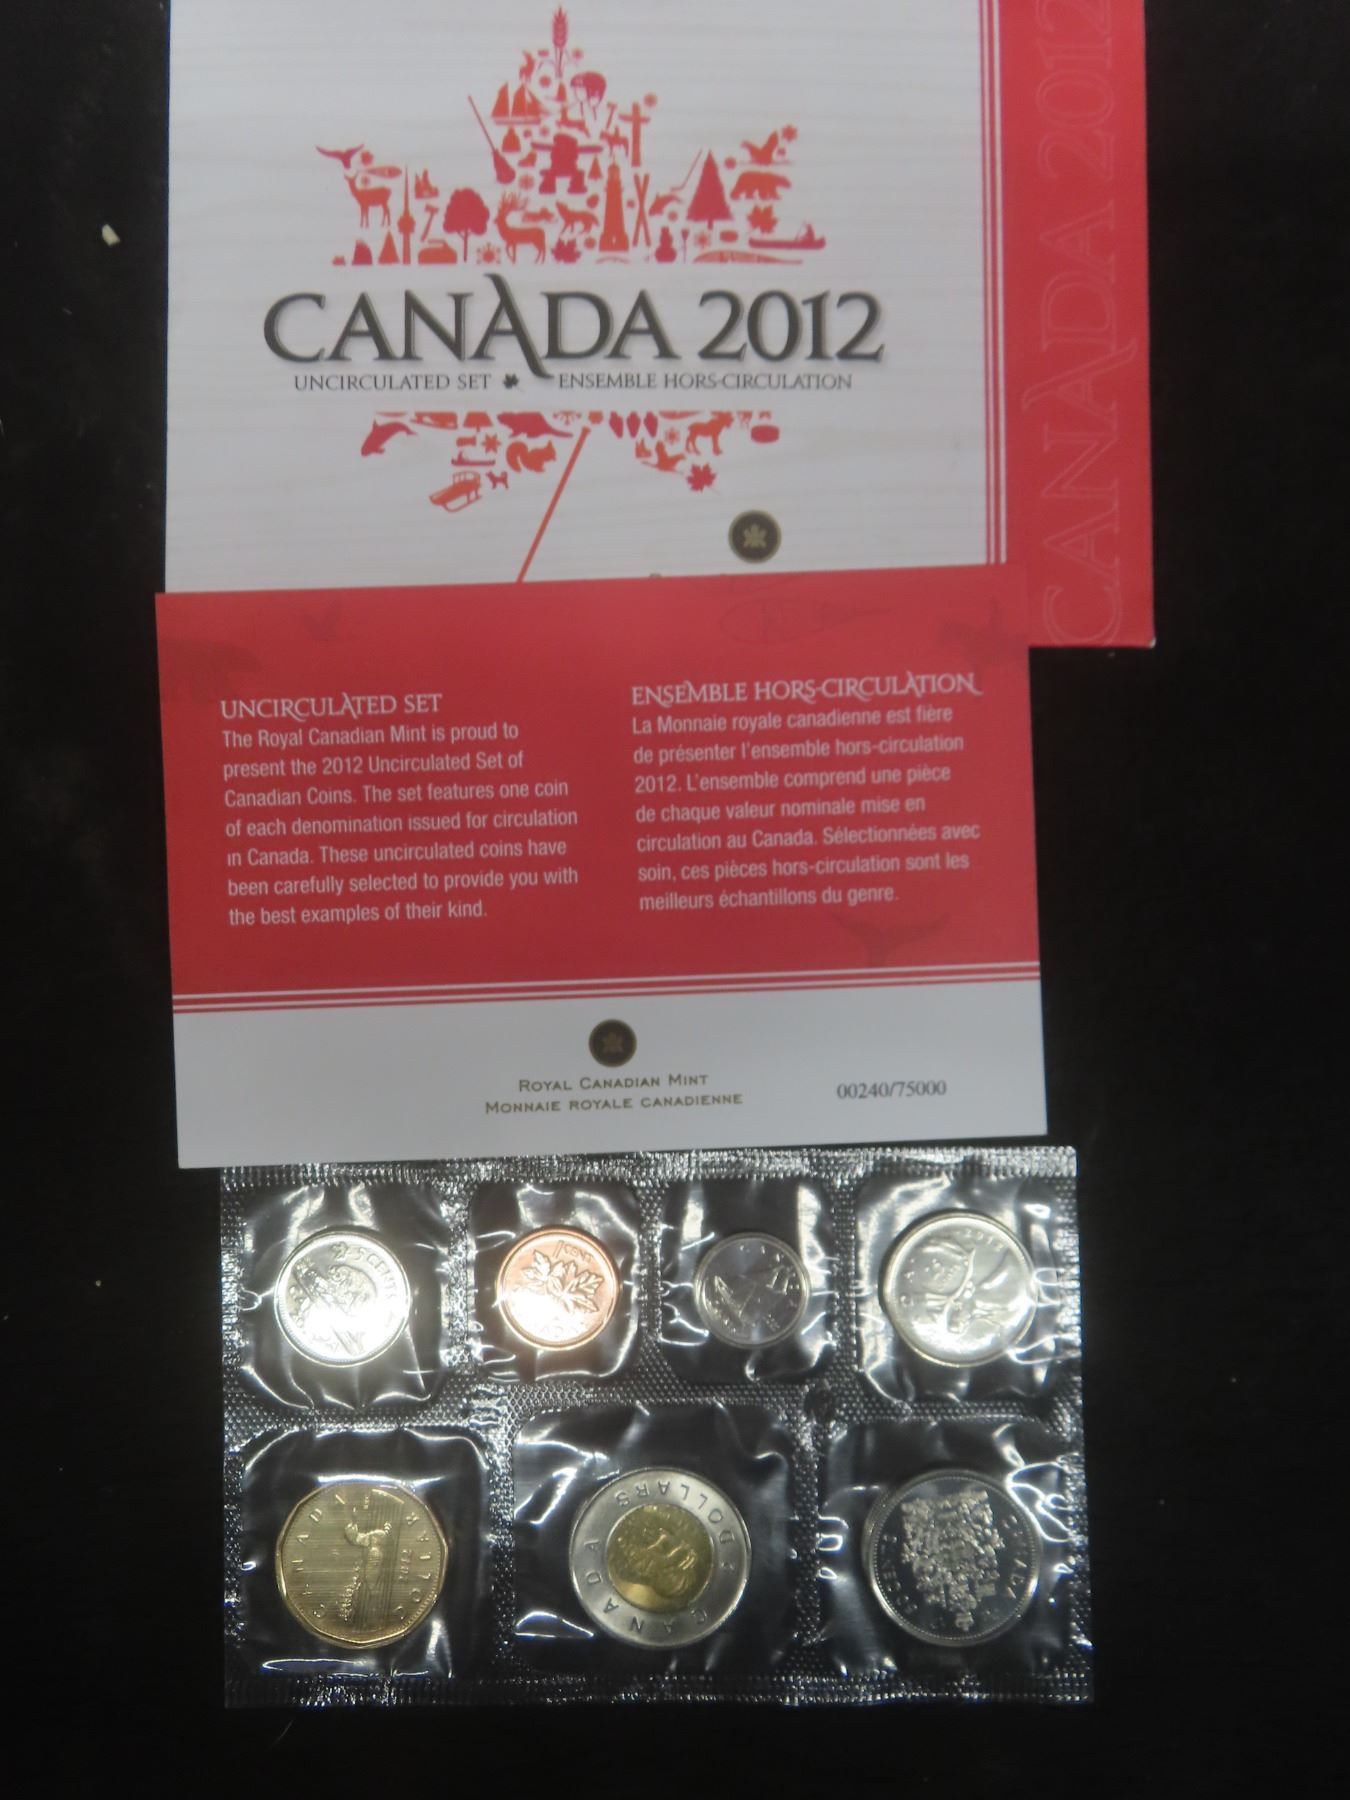 CANADA 2012
UNCIRCULATED SET ENSEMBLE HORS-CIRCULATION
CANADA 2012
UNCIRCULATED SET
The Royal Canadian Mint is proud to
present the 2012 Uncirculated Set of
Canadian Coins. The set features one coin
of each denomination issued for circulation
in Canada. These uncirculated coins have
been carefully selected to provide you with
the best examples of their kind.
ENSEMBLE HORS-CIRCULATION
La Monnaie royale canadienne est fière
de présenter l'ensemble hors-circulation
2012. L'ensemble comprend une pièce
de chaque valeur nominale mise en
circulation au Canada. Sélectionnées avec
soin, ces pièces hors-circulation sont les
meilleurs échantillons du genre.
ROYAL CANADIAN MINT
MONNAIE ROYALE CANADIENNE
00240/75000
5 CENTS
1 CENT
2012
CANADA
DOLLAR
2012
2 DOLLARS
CANADA
CANADA